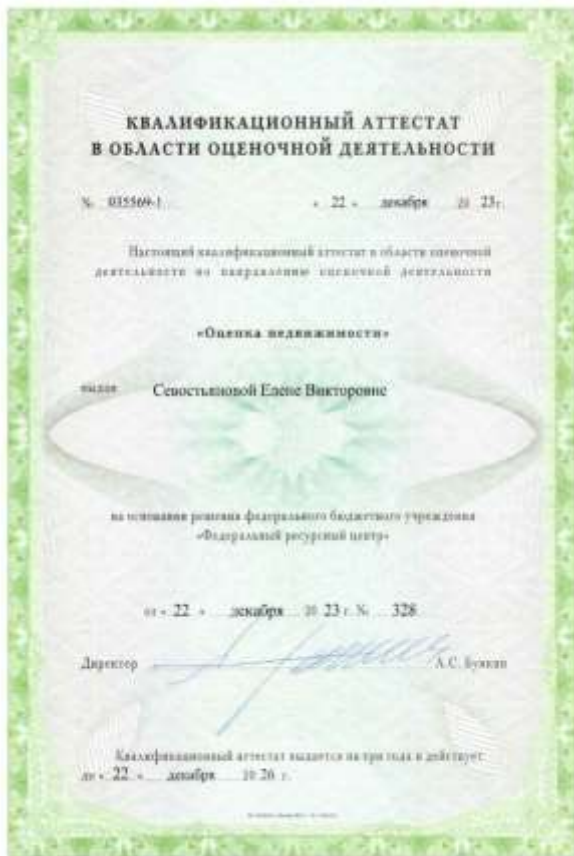 КВАЛИФИКАЦИОННЫЙ АТТЕСТАТ
В ОБЛАСТИ ОЦЕНОЧНОЙ ДЕЯТЕЛЬНОСТИ
№ 035569-1 « 22 » декабря 20 23г.
Настоящий квалификационный аттестат в области оценочной
деятельности по направлению оценочной деятельности
«Оценка недвижимости»
выдан Севостьяновой Елене Викторовне
на основании решения федерального бюджетного учреждения
«Федеральный ресурсный центр»
от « 22 » декабря 20 23 г. № 328
Директор А.С. Бункин
Квалификационный аттестат выдается на три года и действует
до « 22 » декабря 20 26 г.